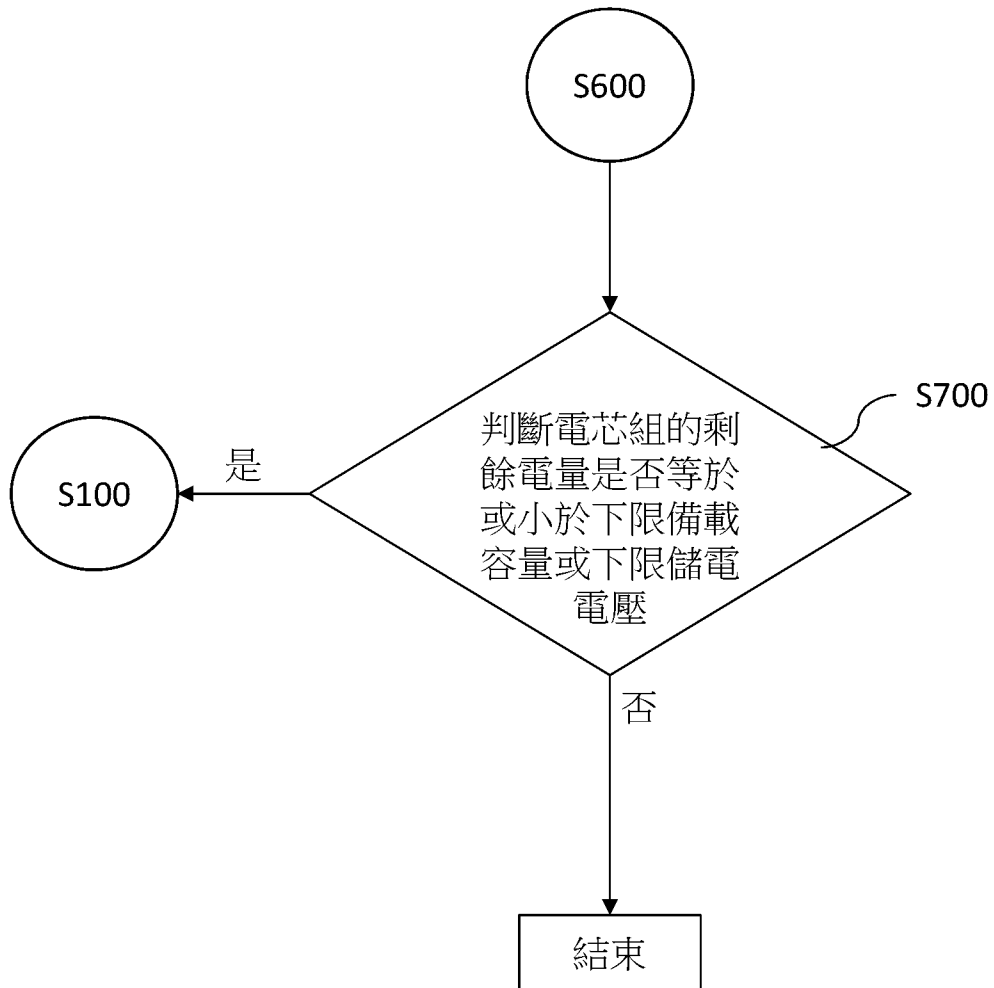 S600
S700
判斷電芯組的剩
餘電量是否等於
或小於下限備載
容量或下限儲電
電壓
是
S100
否
結束